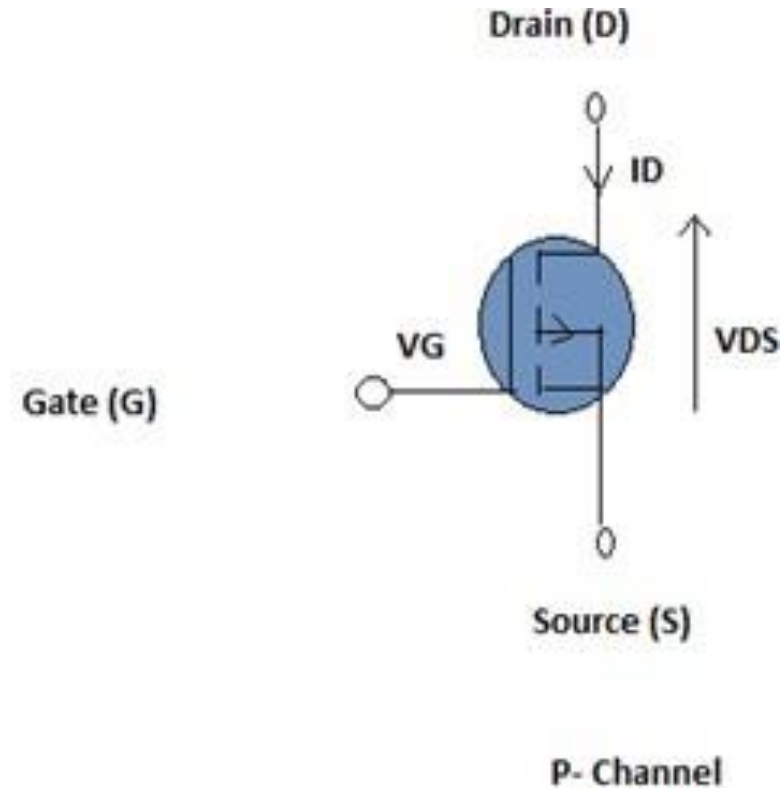 Drain (D)
ID
VG
VDS
Gate (G)
Source (S)
P- Channel